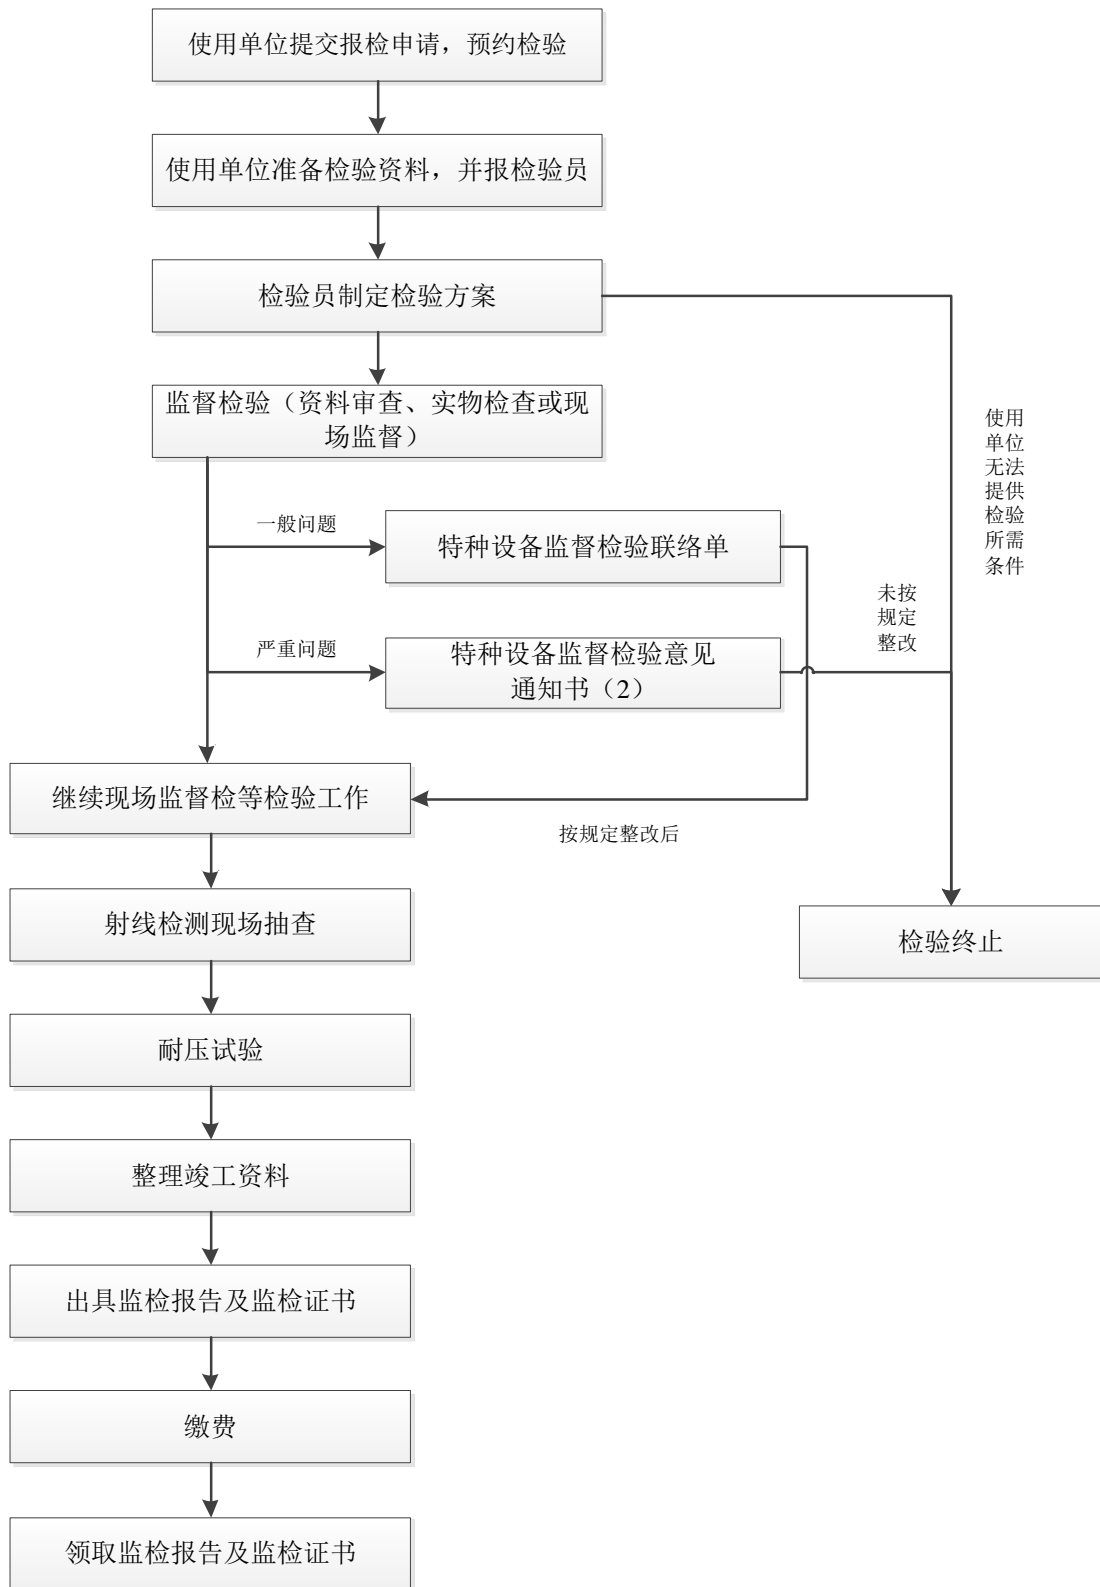 使用单位提交报检申请，预约检验
使用单位准备检验资料，并报检验员
检验员制定检验方案
监督检验（资料审查、实物检查或现
场监督）
使用
单位
无法
提供
检验
所需
条件
一般问题
特种设备监督检验联络单
未按
规定
整改
严重问题
特种设备监督检验意见
通知书（2）
继续现场监督检等检验工作
按规定整改后
射线检测现场抽查
检验终止
耐压试验
整理竣工资料
出具监检报告及监检证书
缴费
领取监检报告及监检证书